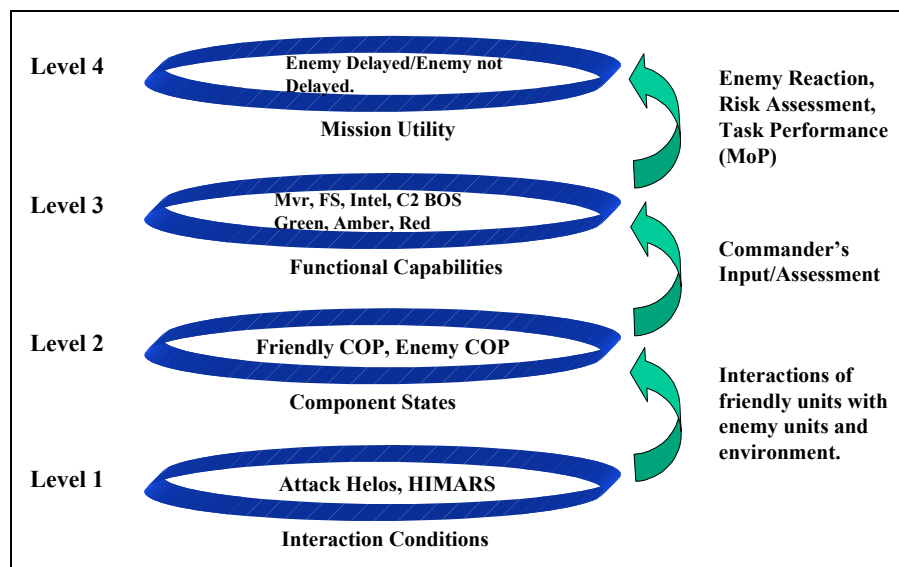 Level 4
Enemy Delayed/Enemy not
Delayed.
Mission Utility
Enemy Reaction,
Risk Assessment,
Task Performance
(MoP)
Level 3
Mvr, FS, Intel, C2 BOS
Green, Amber, Red
Functional Capabilities
Commander’s
Input/Assessment
Level 2
Friendly COP, Enemy COP
Component States
Interactions of
friendly units with
enemy units and
environment.
Level 1
Attack Helos, HIMARS
Interaction Conditions